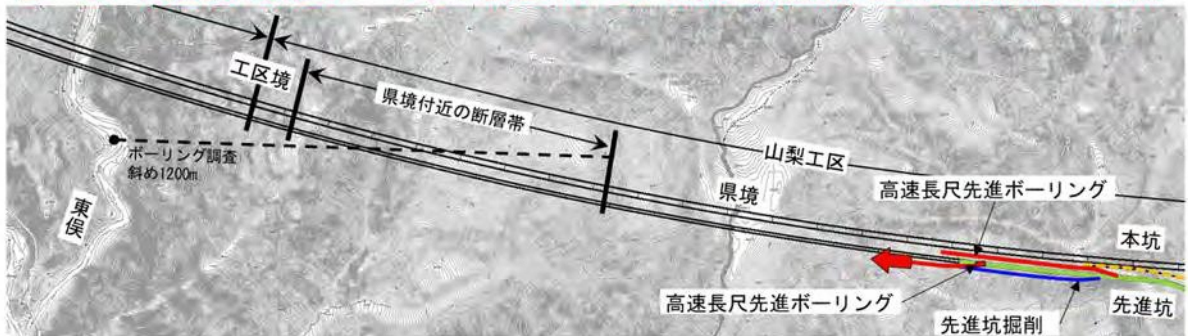 工区境
県境付近の断層帯
ボーリング調査
斜め1200m
東俣
山梨工区
県境
高速長尺先進ボーリング
本坑
高速長尺先進ボーリング
先進坑
先進坑掘削